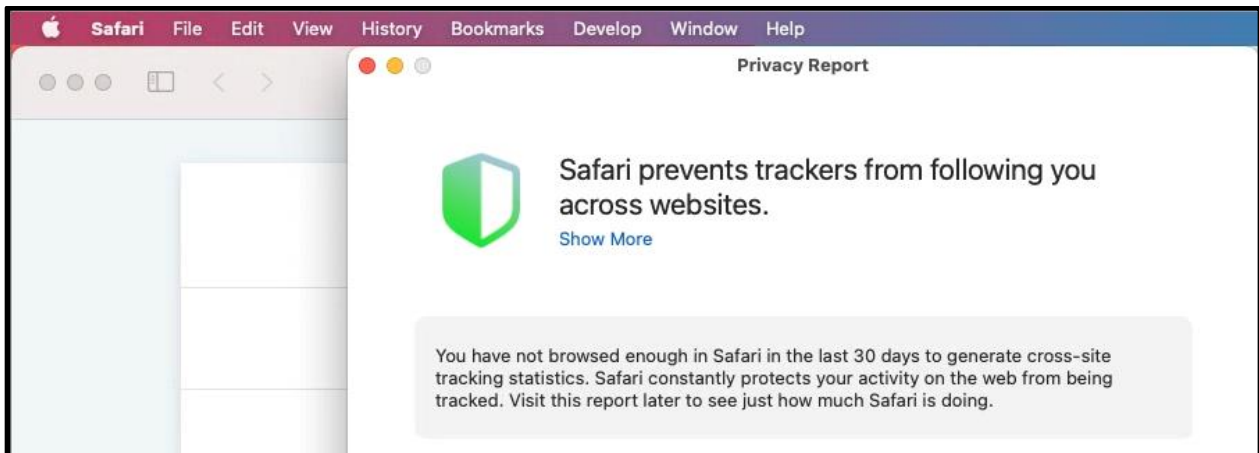 Safari File Edit View History Bookmarks Develop Window Help
Privacy Report
Safari prevents trackers from following you
across websites.
Show More
You have not browsed enough in Safari in the last 30 days to generate cross-site
tracking statistics. Safari constantly protects your activity on the web from being
tracked. Visit this report later to see just how much Safari is doing.